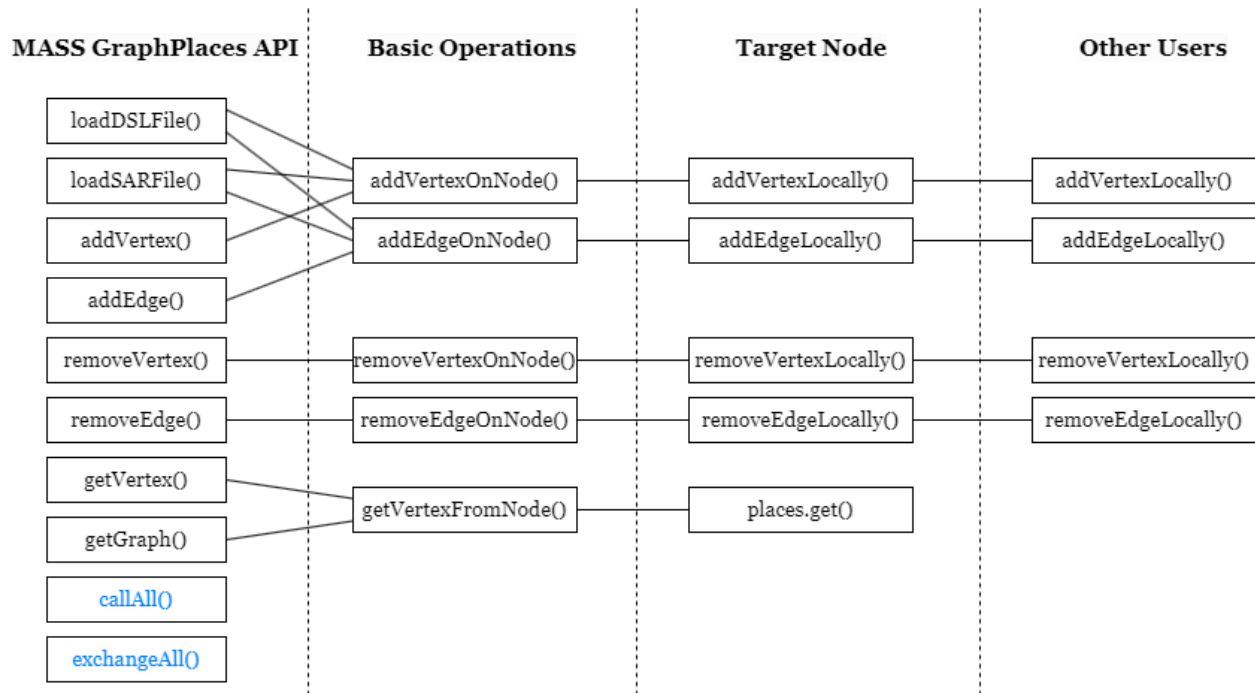 MASS GraphPlaces API
Basic Operations
Target Node
Other Users
loadDSLFile()
loadSARFile()
addVertexOnNode()
addVertexLocally()
addVertexLocally()
addVertex()
addEdgeOnNode()
addEdgeLocally()
addEdgeLocally()
addEdge()
removeVertex()
removeVertexOnNode()
removeVertexLocally()
removeVertexLocally()
removeEdge()
removeEdgeOnNode()
removeEdgeLocally()
removeEdgeLocally()
getVertex()
getVertexFromNode()
places.get()
getGraph()
callAll()
exchangeAll()